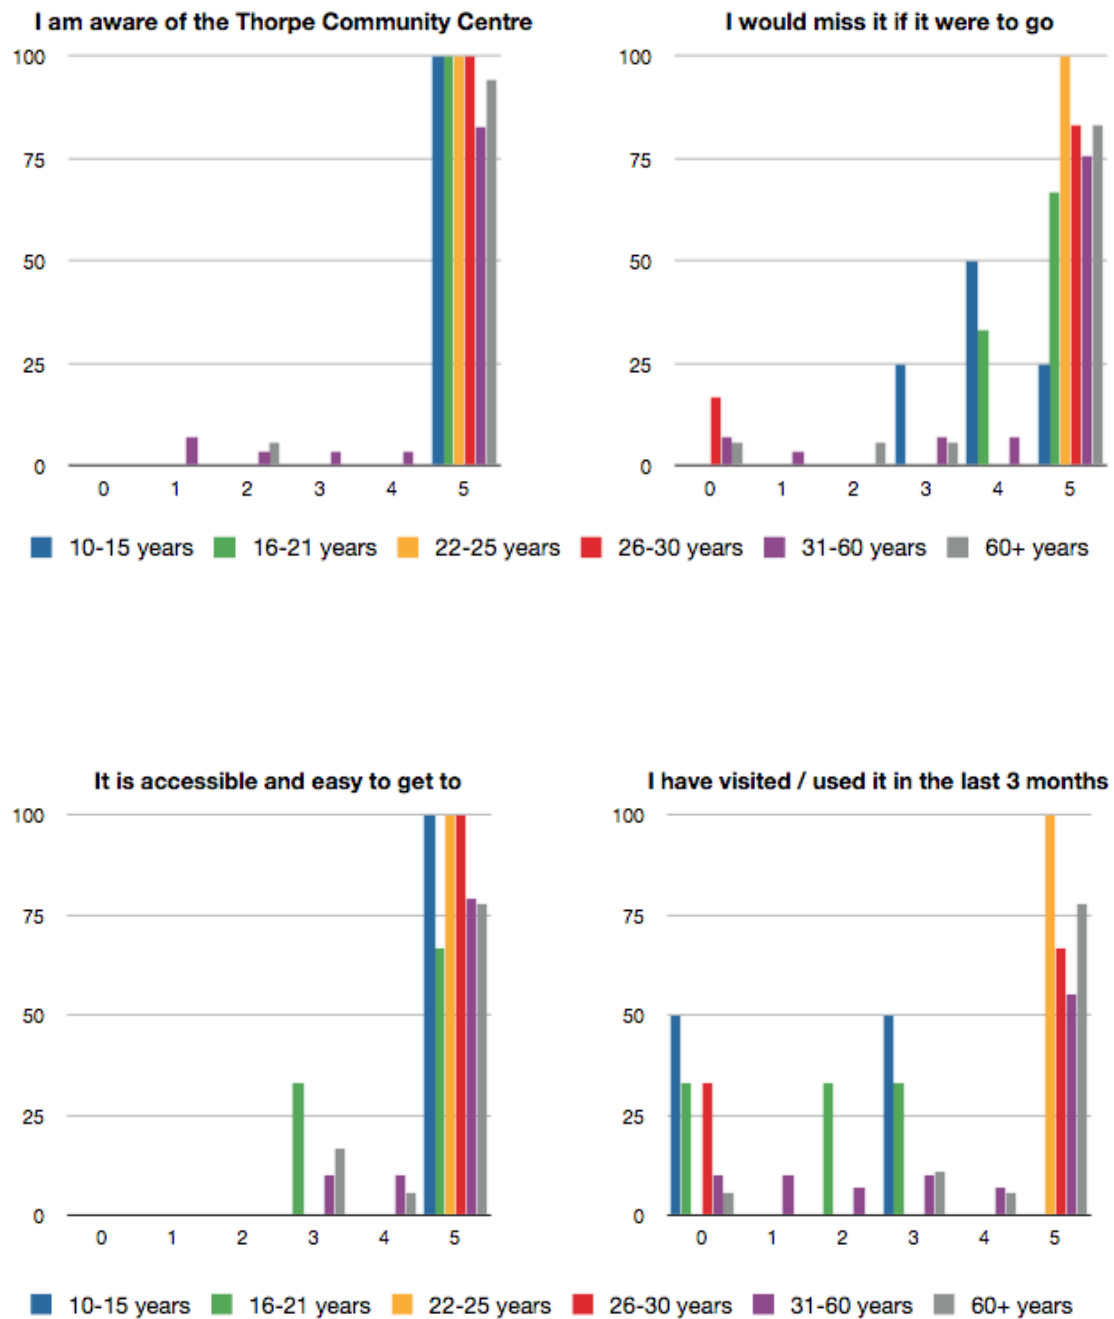 I am aware of the Thorpe Community Centre
100
75
50
25
0
0 1 2 3 4 5
I would miss it if it were to go
100
75
50
25
0
0 1 2 3 4 5
10-15 years 16-21 years 22-25 years 26-30 years 31-60 years 60+ years
It is accessible and easy to get to
100
75
50
25
0
0 1 2 3 4 5
I have visited / used it in the last 3 months
100
75
50
25
0
0 1 2 3 4 5
10-15 years 16-21 years 22-25 years 26-30 years 31-60 years 60+ years